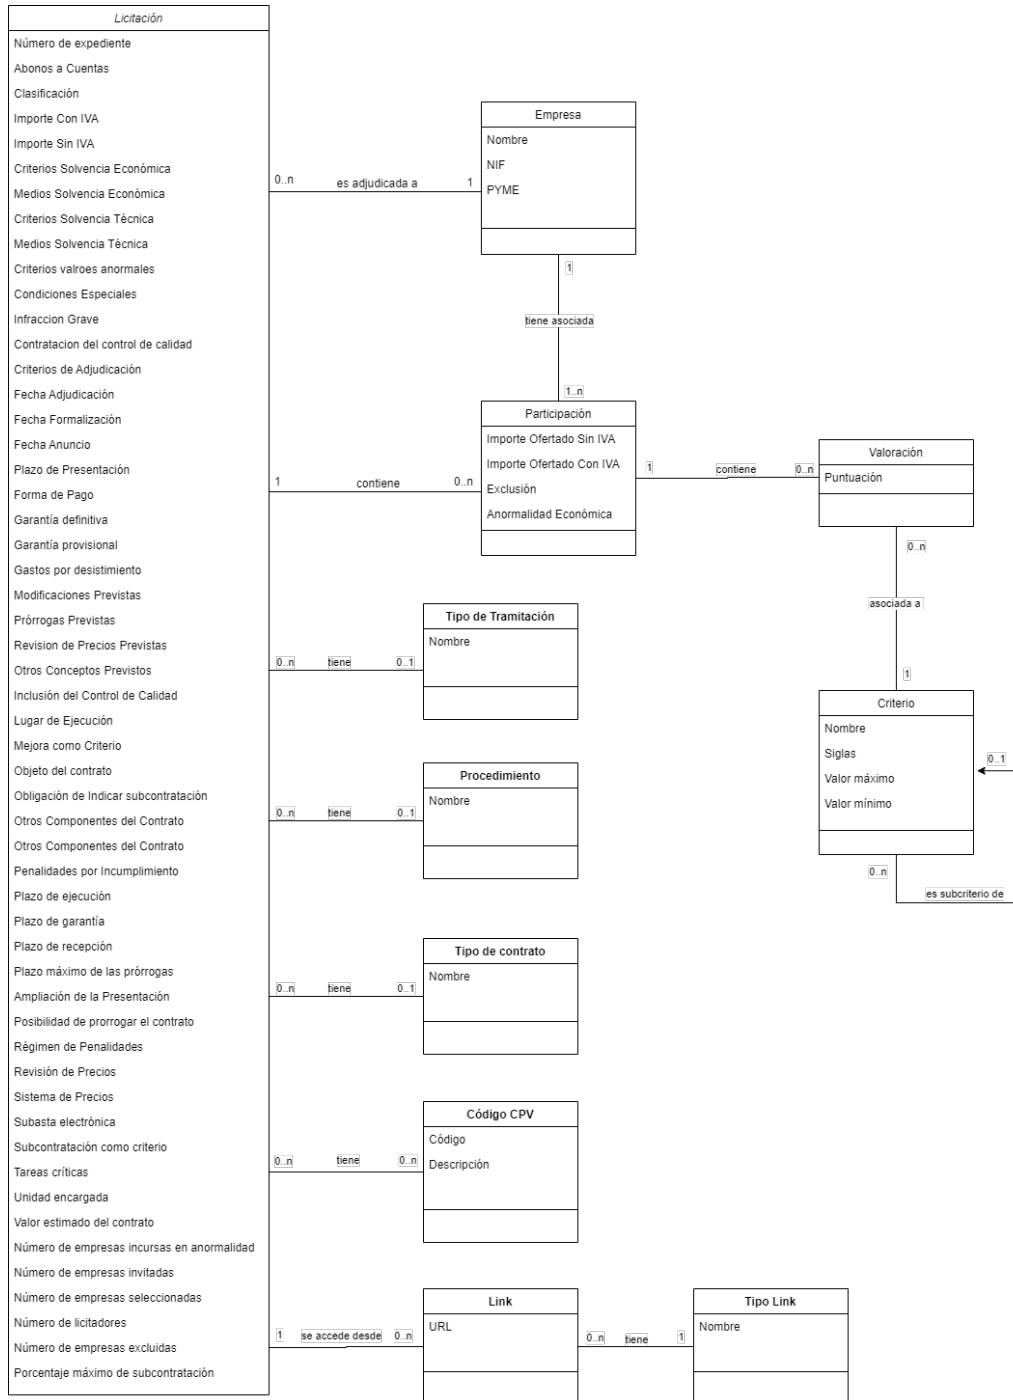 Licitación
Número de expediente
Abonos a Cuentas
Clasificación
Importe Con IVA
Importe Sin IVA
Criterios Solvencia Económica
Medios Solvencia Económica
Criterios Solvencia Técnica
Medios Solvencia Técnica
Criterios valroes anormales
Condiciones Especiales
Infraccion Grave
Contratacion del control de calidad
Criterios de Adjudicación
Fecha Adjudicación
Fecha Formalización
Fecha Anuncio
Plazo de Presentación
Forma de Pago
Garantía definitiva
Garantía provisional
Gastos por desistimiento
Modificaciones Previstas
Prórrogas Previstas
Revision de Precios Previstas
Otros Conceptos Previstos
Inclusión del Control de Calidad
Lugar de Ejecución
Mejora como Criterio
Objeto del contrato
Obligación de Indicar subcontratación
Otros Componentes del Contrato
Otros Componentes del Contrato
Penalidades por Incumplimiento
Plazo de ejecución
Plazo de garantía
Plazo de recepción
Plazo máximo de las prórrogas
Ampliación de la Presentación
Posibilidad de prorrogar el contrato
Régimen de Penalidades
Revisión de Precios
Sistema de Precios
Subasta electrónica
Subcontratación como criterio
Tareas críticas
Unidad encargada
Valor estimado del contrato
Número de empresas incursas en anormalidad
Número de empresas invitadas
Número de empresas seleccionadas
Número de licitadores
Número de empresas excluidas
Porcentaje máximo de subcontratación
0..n es adjudicada a 1
Empresa
Nombre
NIF
PYME
1
tiene asociada
1..n
1 contiene 0..n
Participación
Importe Ofertado Sin IVA
Importe Ofertado Con IVA
Exclusión
Anormalidad Económica
1 contiene 0..n
Valoración
Puntuación
0..n
asociada a
1
Criterio
Nombre
Siglas
Valor máximo
Valor mínimo
0..1
0..n
es subcriterio de
0..n tiene 0..1
Tipo de Tramitación
Nombre
0..n tiene 0..1
Procedimiento
Nombre
0..n tiene 0..1
Tipo de contrato
Nombre
0..n tiene 0..n
Código CPV
Código
Descripción
1 se accede desde 0..n
Link
URL
0..n tiene 1
Tipo Link
Nombre